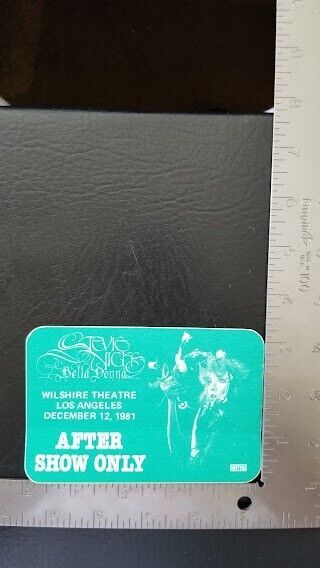 STEVIE
NICKS
Bella Donna
WILSHIRE THEATRE
LOS ANGELES
DECEMBER 12, 1981
AFTER
SHOW ONLY